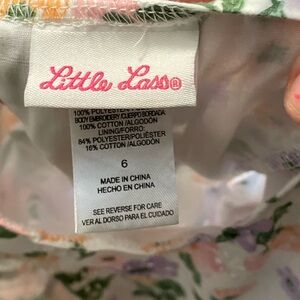 Little Lass®
100% POLYESTER/POLIÉSTER
BODY EMBROIDERY/CUERPO BORDADA
100% COTTON/ALGODÓN
LINING/FORRO:
84% POLYESTER/POLIÉSTER
16% COTTON/ALGODÓN
6
MADE IN CHINA
HECHO EN CHINA
SEE REVERSE FOR CARE
VER AL DORSO PARA EL CUIDADO